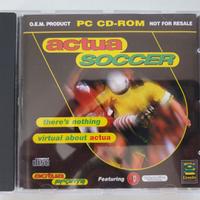 O.E.M. PRODUCT PC CD-ROM NOT FOR RESALE
actua
SOCCER
there's nothing
virtual about actua
actua
SPORTS
Featuring